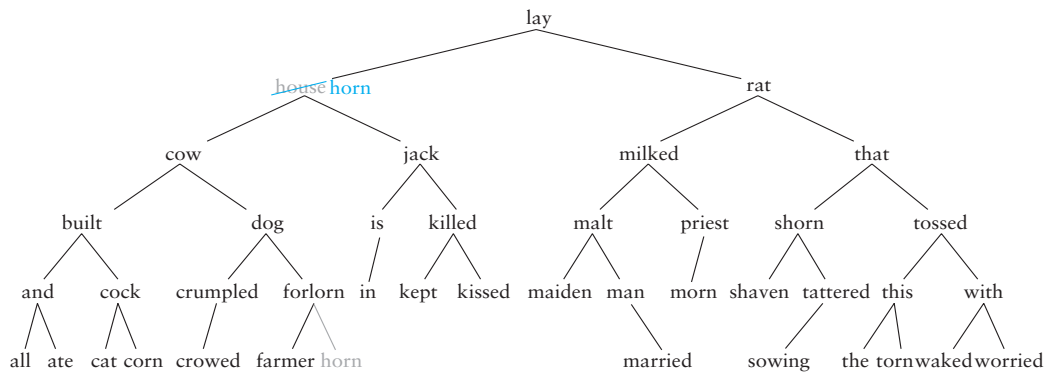 lay
house horn rat
cow jack milked that
built dog is killed malt priest shorn tossed
and cock crumpled forlorn in kept kissed maiden man morn shaven tattered this with
all ate cat corn crowed farmer horn married sowing the torn waked worried